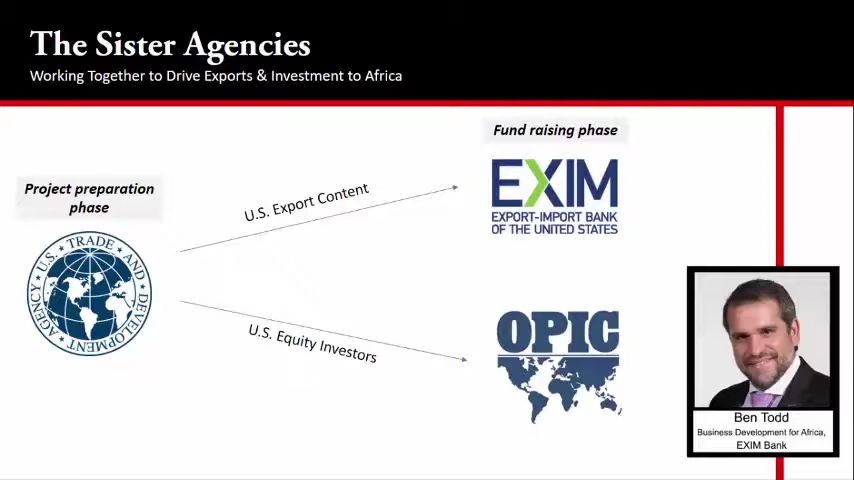 The Sister Agencies
Working Together to Drive Exports & Investment to Africa
Project preparation
phase
U.S. TRADE AND DEVELOPMENT AGENCY
U.S. Export Content
U.S. Equity Investors
Fund raising phase
EXIM
EXPORT-IMPORT BANK
OF THE UNITED STATES
OPIC
Ben Todd
Business Development for Africa,
EXIM Bank